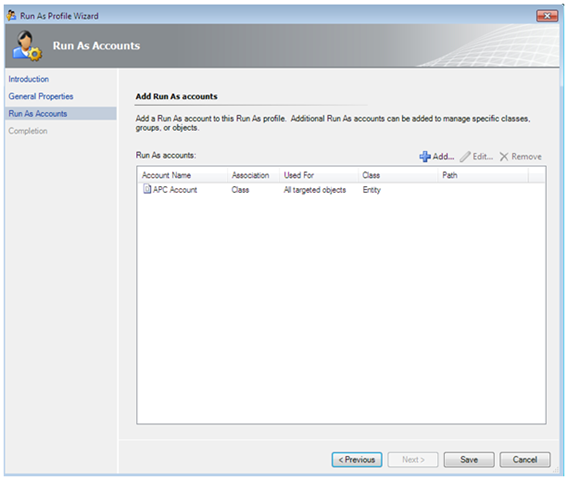 Run As Profile Wizard
Run As Accounts
Introduction
General Properties
Run As Accounts
Completion
Add Run As accounts
Add a Run As account to this Run As profile. Additional Run As accounts can be added to manage specific classes,
groups, or objects.
Run As accounts:
Add... Edit... Remove
Account Name Association Used For Class Path
APC Account Class All targeted objects Entity
< Previous Next > Save Cancel